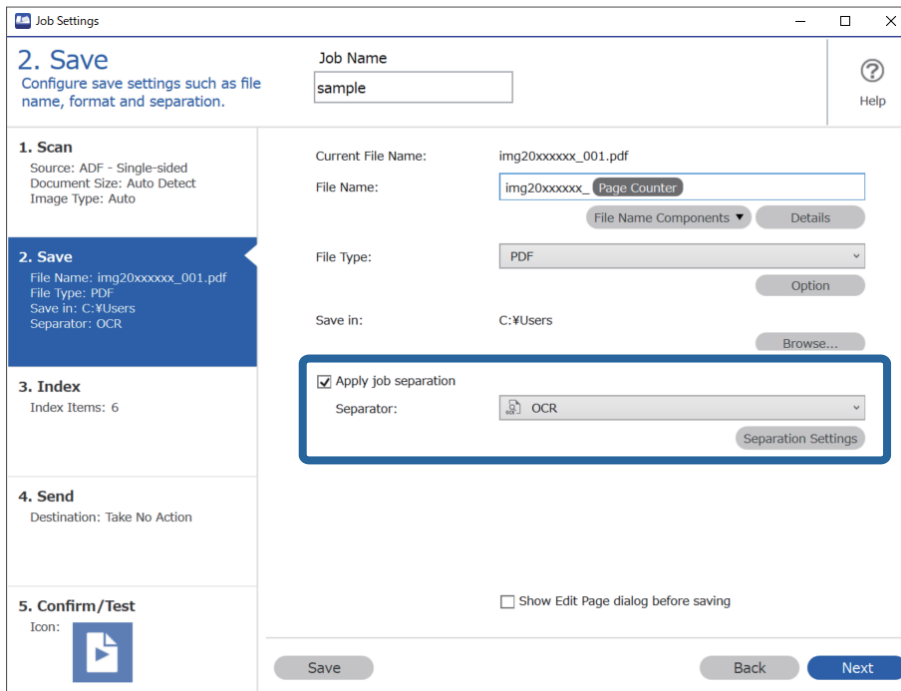 Job Settings
2. Save
Configure save settings such as file
name, format and separation.
Job Name
sample
Help
1. Scan
Source: ADF - Single-sided
Document Size: Auto Detect
Image Type: Auto
2. Save
File Name: img20xxxxxx_001.pdf
File Type: PDF
Save in: C:¥Users
Separator: OCR
3. Index
Index Items: 6
4. Send
Destination: Take No Action
5. Confirm/Test
Icon:
Current File Name: img20xxxxxx_001.pdf
File Name: img20xxxxxx_ Page Counter
File Name Components ▼ Details
File Type: PDF
Option
Save in: C:¥Users
Browse...
Apply job separation
Separator: OCR
Separation Settings
Show Edit Page dialog before saving
Save Back Next